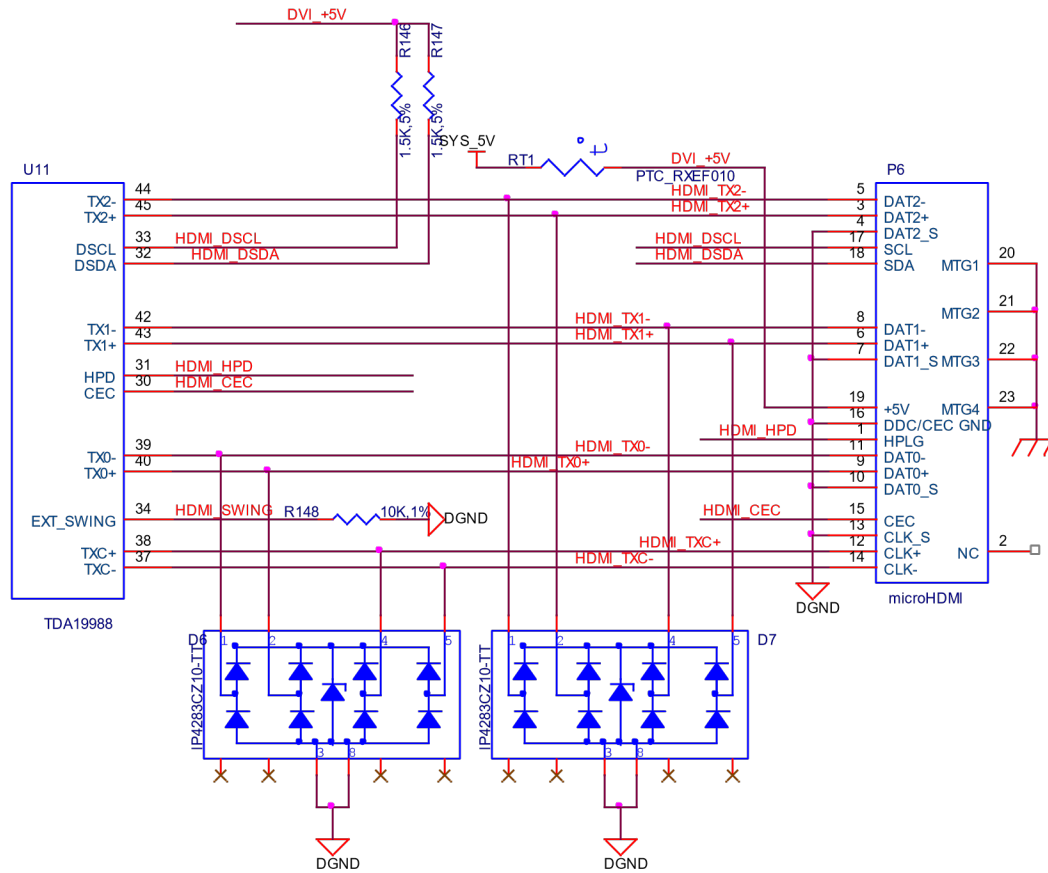 DVI_+5V
R146
R147
1.5K,5%
1.5K,5%
SYS_5V
RT1
t
DVI_+5V
PTC_RXEF010
U11
P6
44
TX2-
HDMI_TX2-
5
DAT2-
45
TX2+
HDMI_TX2+
3
DAT2+
4
DAT2_S
33
DSCL
HDMI_DSCL
HDMI_DSCL
17
SCL
32
DSDA
HDMI_DSDA
HDMI_DSDA
18
SDA
MTG1
20
MTG2
21
42
TX1-
HDMI_TX1-
8
DAT1-
43
TX1+
HDMI_TX1+
6
DAT1+
7
DAT1_S
MTG3
22
31
HPD
HDMI_HPD
30
CEC
HDMI_CEC
19
+5V
MTG4
23
16
DDC/CEC GND
HDMI_HPD
1
HPLG
39
TX0-
HDMI_TX0-
11
DAT0-
40
TX0+
HDMI_TX0+
9
DAT0+
10
DAT0_S
34
EXT_SWING
HDMI_SWING
R148
10K,1%
DGND
HDMI_CEC
15
CEC
13
CLK_S
38
TXC+
HDMI_TXC+
12
CLK+
NC
2
37
TXC-
HDMI_TXC-
14
CLK-
DGND
microHDMI
TDA19988
D6
1
2
4
5
IP4283CZ10-TT
3
8
DGND
1
2
4
5
D7
IP4283CZ10-TT
3
8
DGND